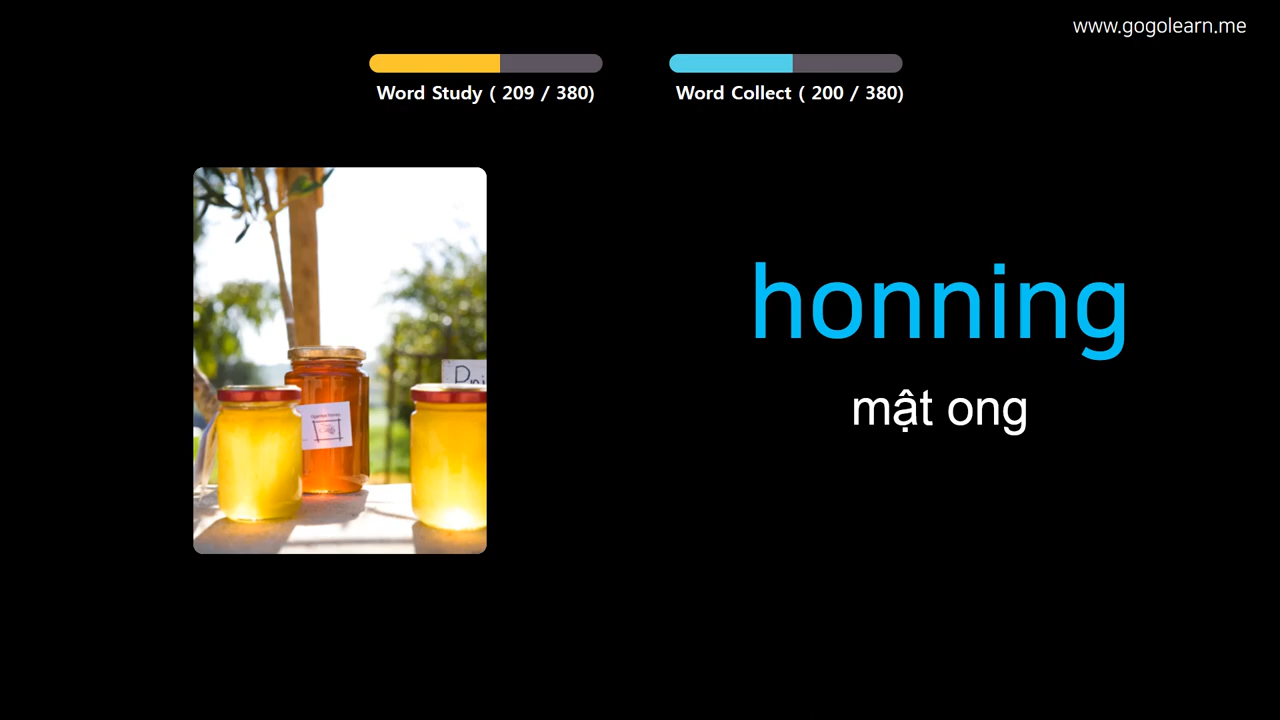 www.gogolearn.me
Word Study ( 209 / 380)
Word Collect ( 200 / 380)
honning
mật ong